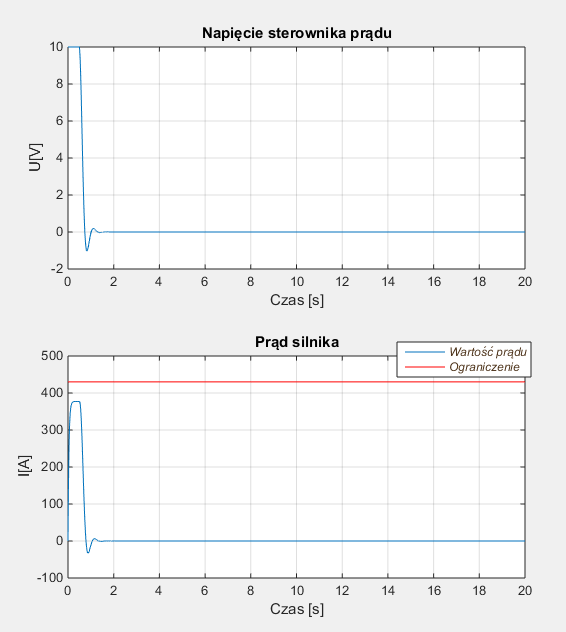 Napięcie sterownika prądu
10
8
6
4
2
0
-2
U[V]
0 2 4 6 8 10 12 14 16 18 20
Czas [s]
Prąd silnika
Wartość prądu
Ograniczenie
500
400
300
200
100
0
-100
I[A]
0 2 4 6 8 10 12 14 16 18 20
Czas [s]